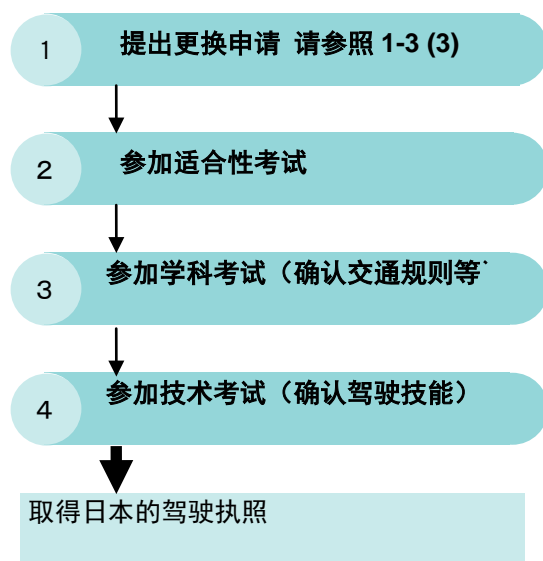 1 提出更换申请 请参照 1-3 (3)
2 参加适合性考试
3 参加学科考试（确认交通规则等
4 参加技术考试（确认驾驶技能）
取得日本的驾驶执照